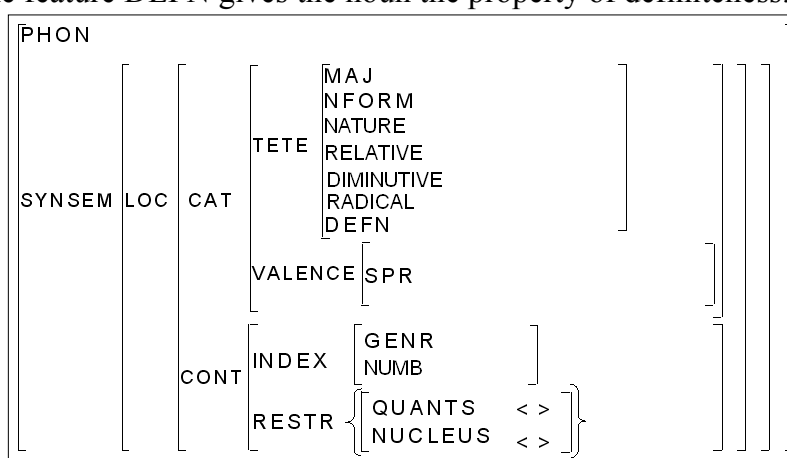 e feature DEFN gives the noun the property of definiteness.
PHON
MAJ
NFORM
NATURE
TETE
RELATIVE
DIMINUTIVE
RADICAL
SYNSEM LOC CAT
DEFN
VALENCE SPR
GENR
INDEX
NUMB
CONT
QUANTS < >
RESTR {
NUCLEUS < > }